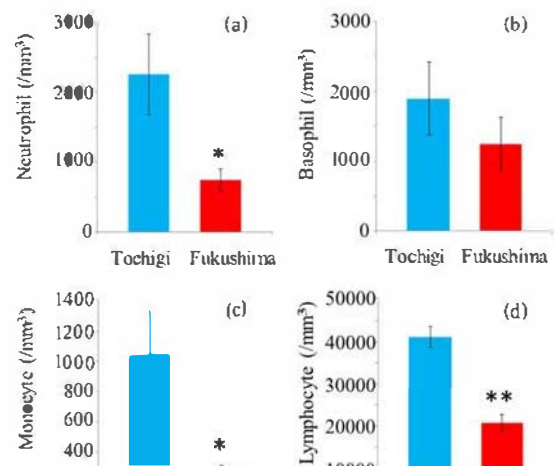 3000
(a)
Neutrophil (/mm³)
2000
1000
*
0
Tochigi Fukushima
3000
(b)
Basophil (/mm³)
2000
1000
0
Tochigi Fukushima
1400
(c)
Monocyte (/mm³)
1200
1000
800
600
400
*
50000
(d)
Lymphocyte (/mm³)
40000
30000
**
20000
10000